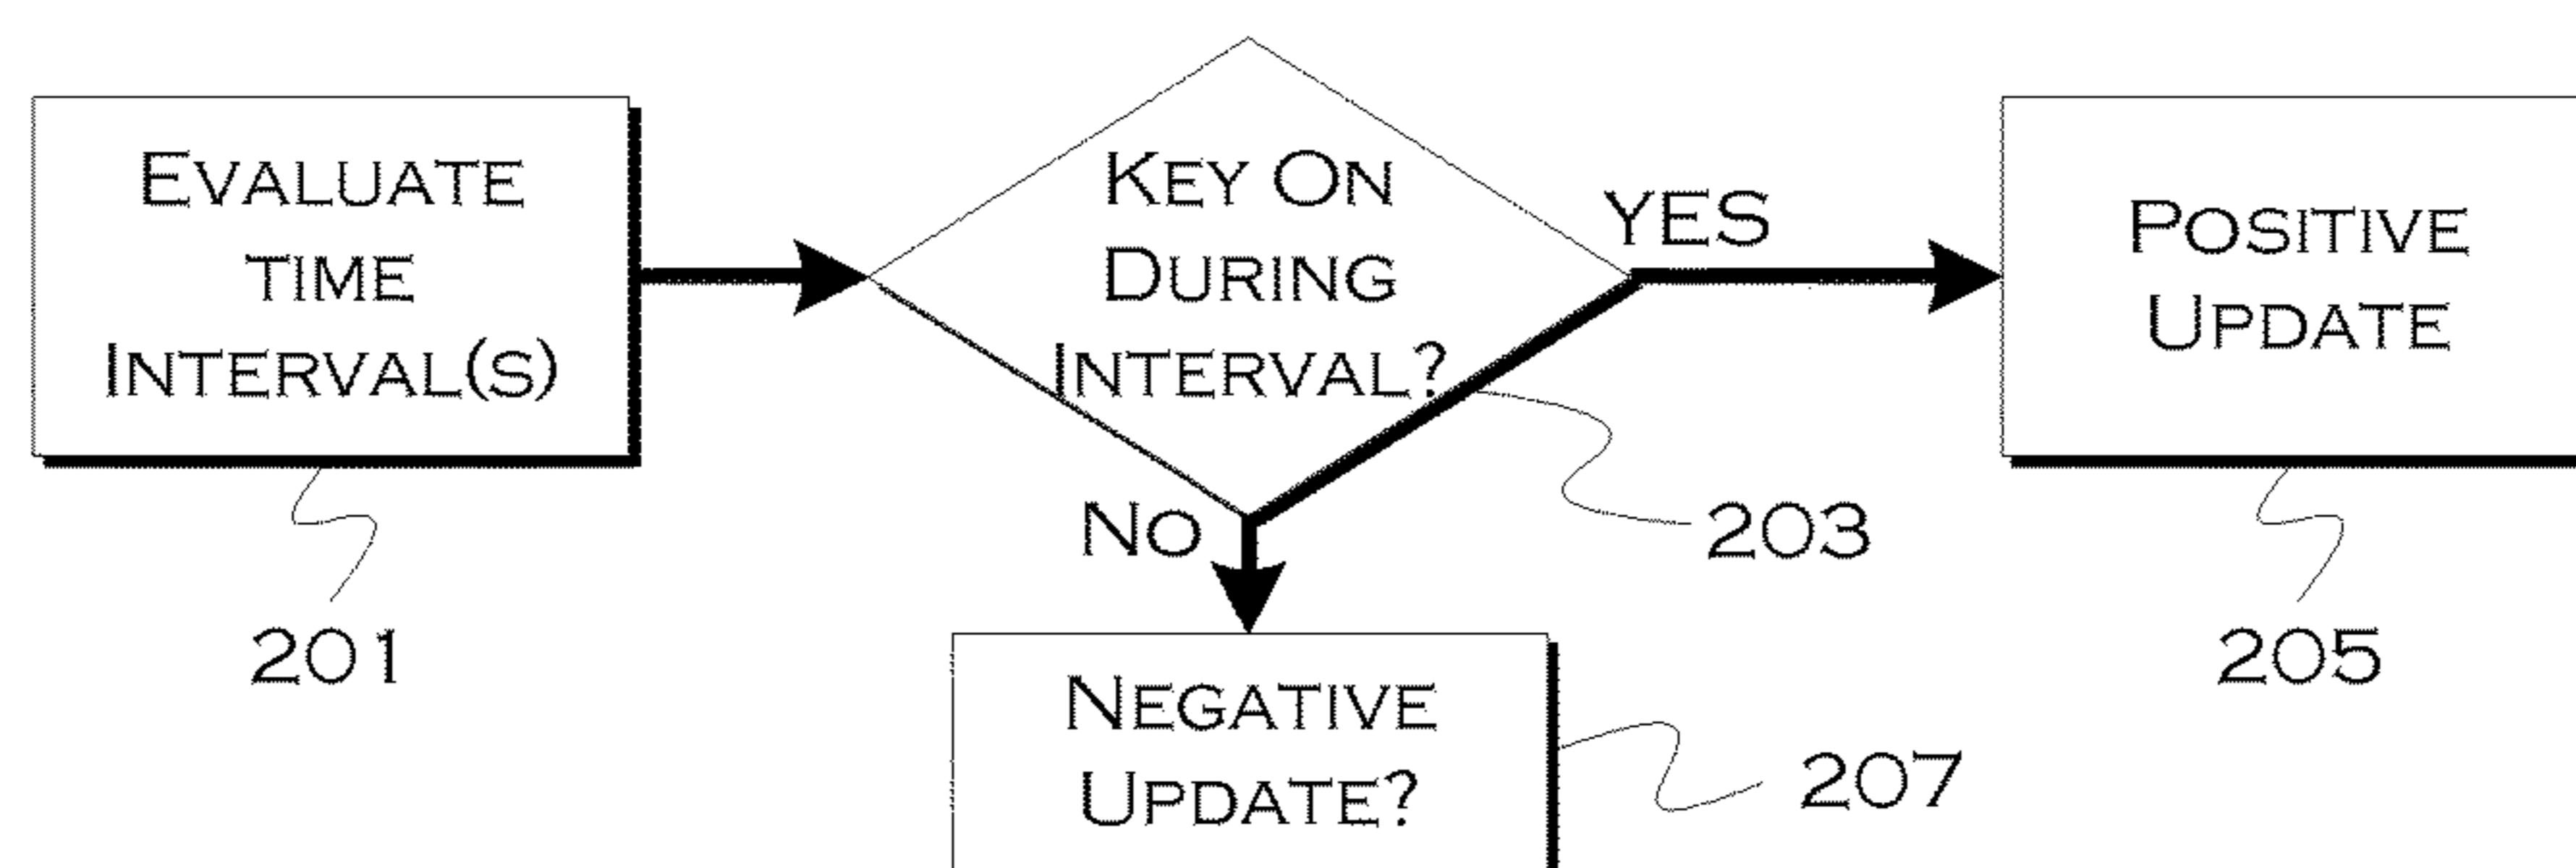 EVALUATE
TIME
INTERVAL(S)
201
KEY ON
DURING
INTERVAL?
203
YES
POSITIVE
UPDATE
205
NO
NEGATIVE
UPDATE?
207